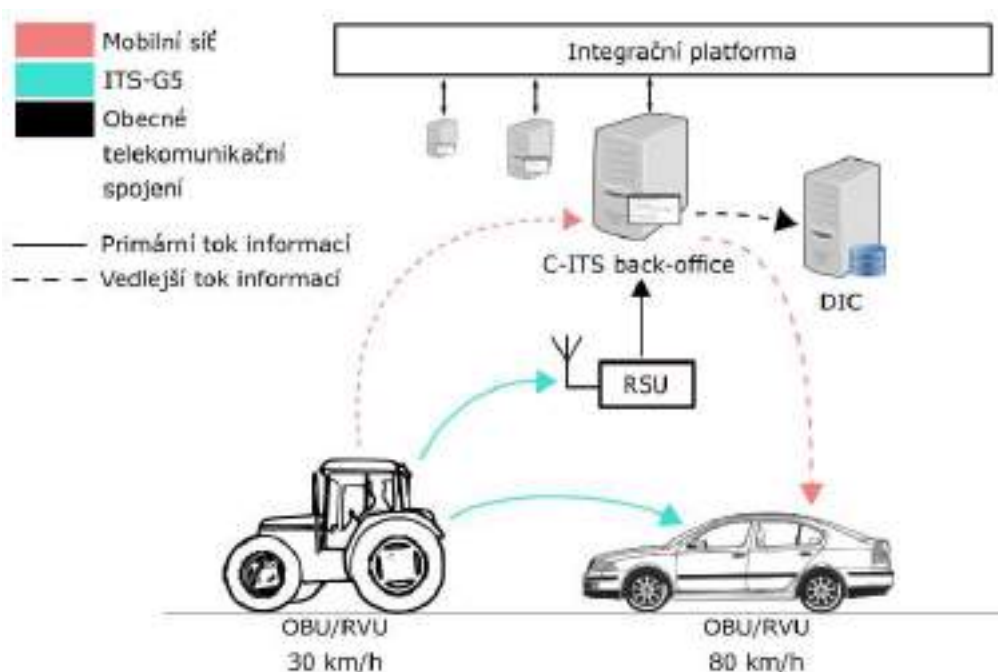 Mobilní síť
ITS-G5
Obecné
telekomunikační
spojení
Primární tok informací
Vedlejší tok informací
Integrační platforma
C-ITS back-office
DIC
RSU
OBU/RVU
30 km/h
OBU/RVU
80 km/h